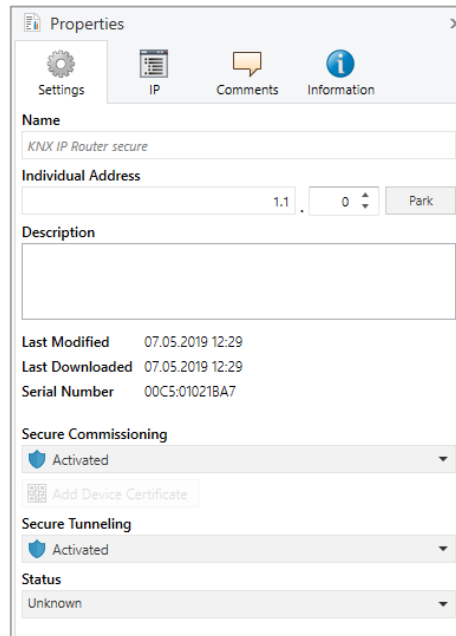 Properties
Settings
IP
Comments
Information
Name
KNX IP Router secure
Individual Address
1.1 . 0 Park
Description
Last Modified 07.05.2019 12:29
Last Downloaded 07.05.2019 12:29
Serial Number 00C5:01021BA7
Secure Commissioning
Activated
Add Device Certificate
Secure Tunneling
Activated
Status
Unknown